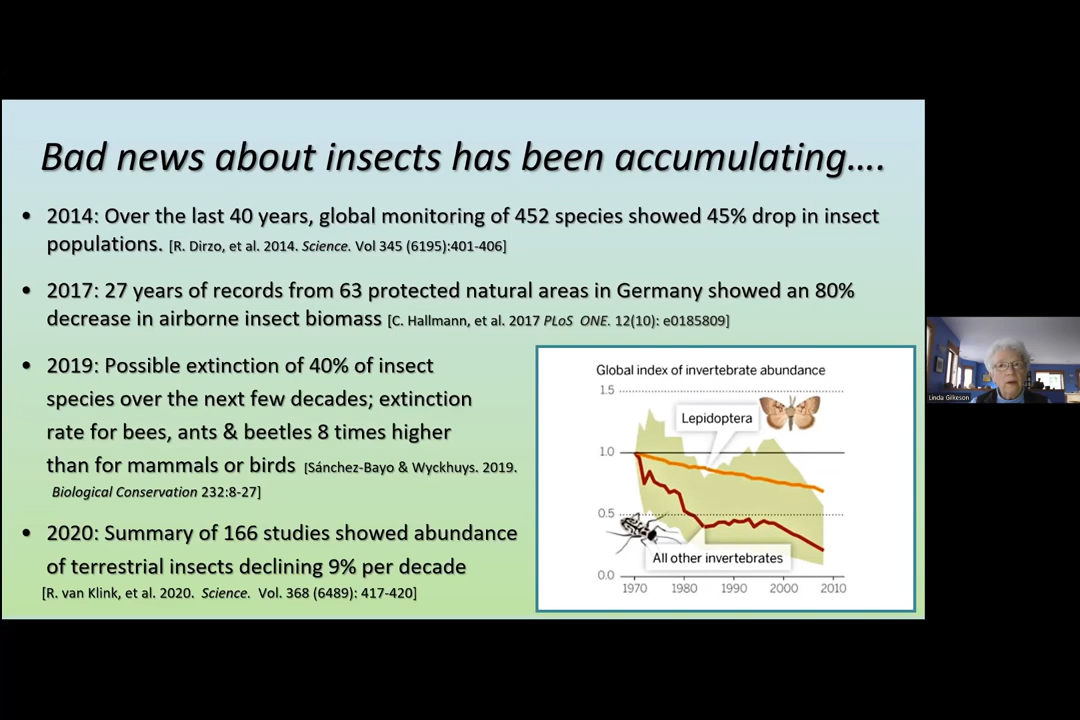 Bad news about insects has been accumulating....
• 2014: Over the last 40 years, global monitoring of 452 species showed 45% drop in insect
populations. [R. Dirzo, et al. 2014. Science. Vol 345 (6195):401-406]
• 2017: 27 years of records from 63 protected natural areas in Germany showed an 80%
decrease in airborne insect biomass [C. Hallmann, et al. 2017 PLoS ONE. 12(10): e0185809]
• 2019: Possible extinction of 40% of insect
species over the next few decades; extinction
rate for bees, ants & beetles 8 times higher
than for mammals or birds [Sánchez-Bayo & Wyckhuys. 2019.
Biological Conservation 232:8-27]
• 2020: Summary of 166 studies showed abundance
of terrestrial insects declining 9% per decade
[R. van Klink, et al. 2020. Science. Vol. 368 (6489): 417-420]
Global index of invertebrate abundance
1.5
Lepidoptera
1.0
0.5
All other invertebrates
0.0
1970 1980 1990 2000 2010
Linda Gilkeson